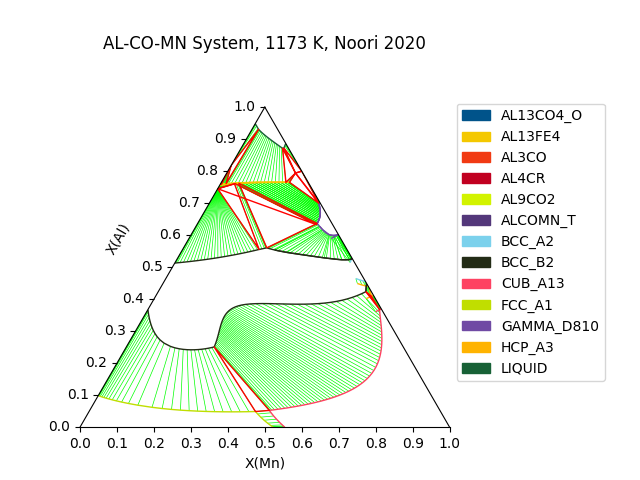 AL-CO-MN System, 1173 K, Noori 2020
1.0
0.9
0.8
0.7
0.6
0.5
0.4
0.3
0.2
0.1
0.0
X(Al)
0.0 0.1 0.2 0.3 0.4 0.5 0.6 0.7 0.8 0.9 1.0
X(Mn)
AL13CO4_O
AL13FE4
AL3CO
AL4CR
AL9CO2
ALCOMN_T
BCC_A2
BCC_B2
CUB_A13
FCC_A1
GAMMA_D810
HCP_A3
LIQUID